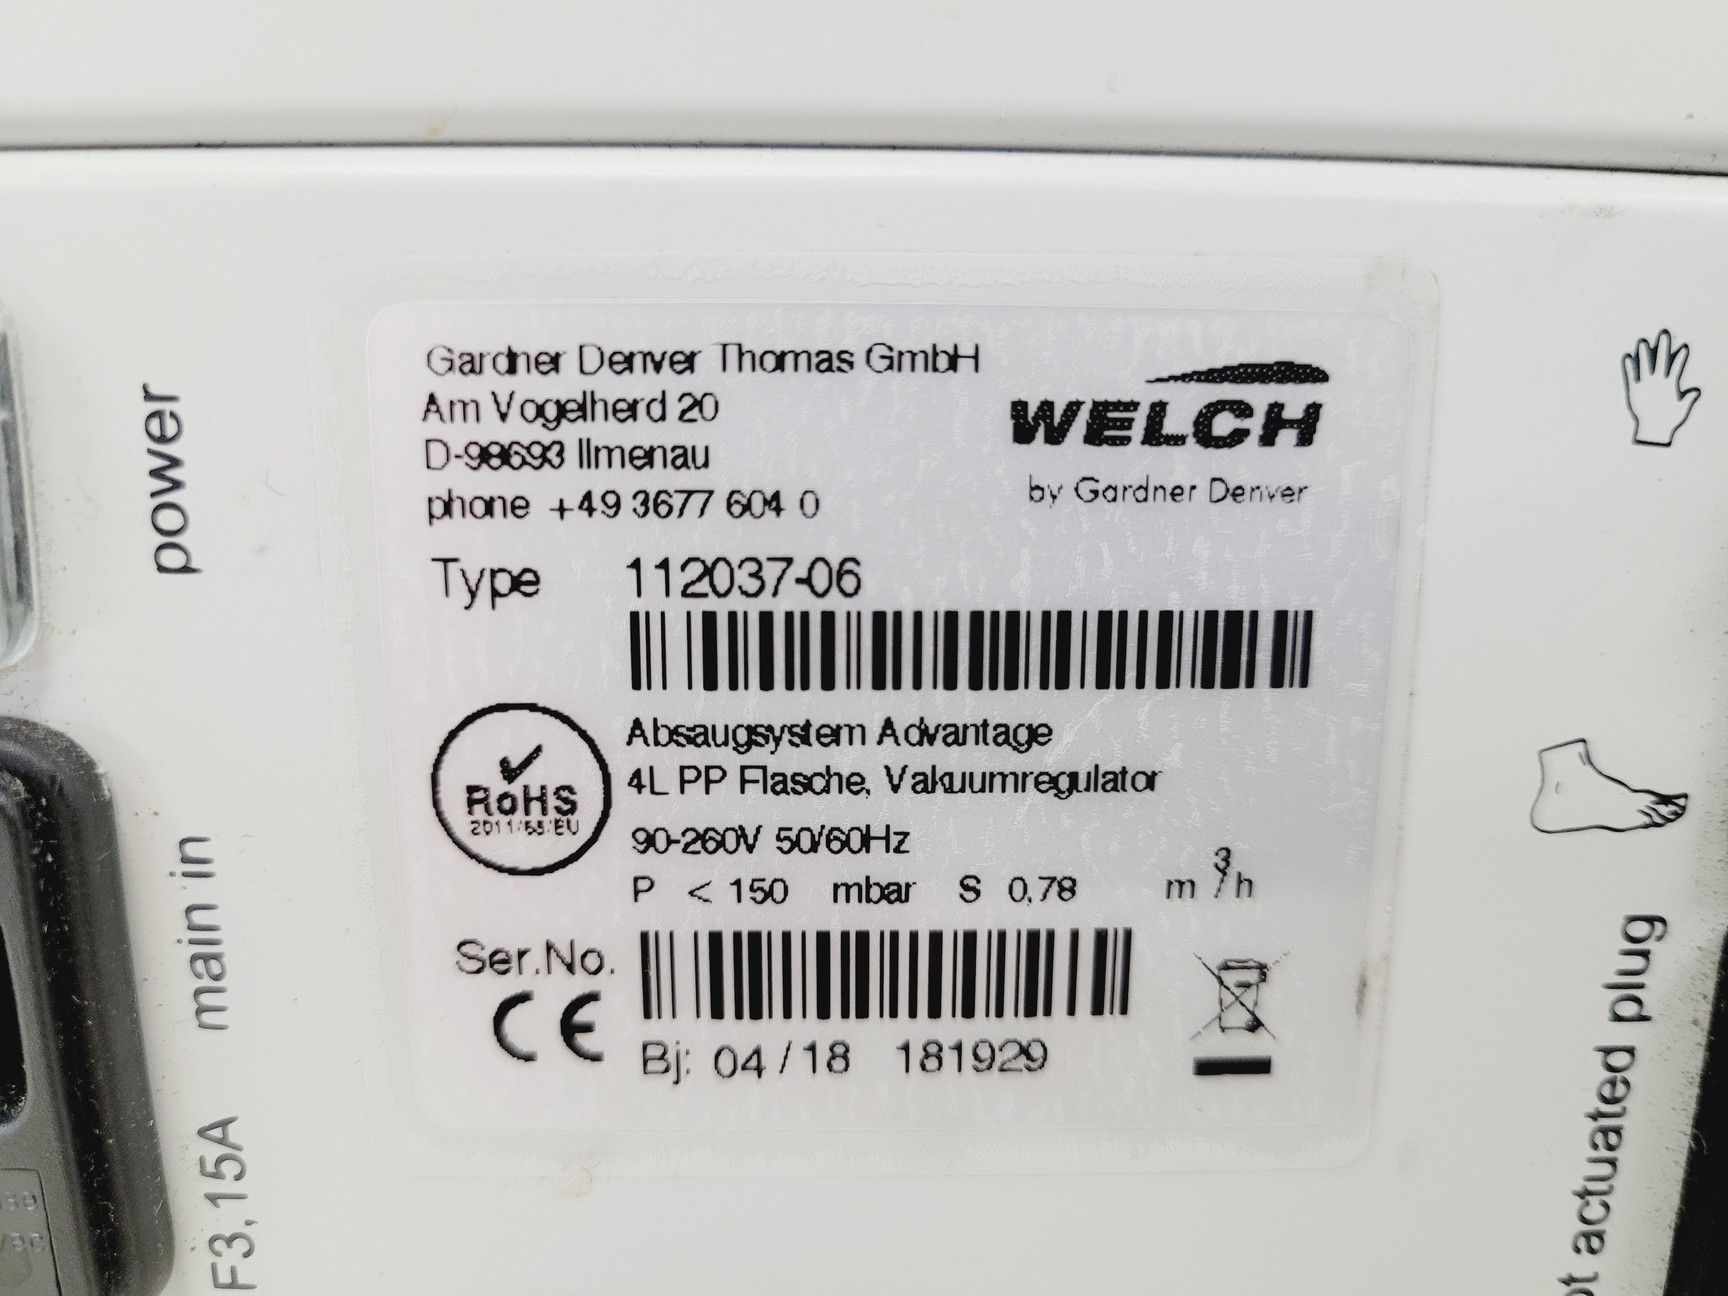 Gardner Denver Thomas GmbH
Am Vogelherd 20
D-98693 Ilmenau
phone +49 3677 604 0
WELCH
by Gardner Denver
Type 112037-06
Absaugsystem Advantage
4L PP Flasche, Vakuumregulator
90-260V 50/60Hz
P < 150 mbar S 0,78 m³/h
RoHS
2011/65/EU
Ser.No.
CE
Bj: 04/18 181929
power
main in
F3,15A
actuated plug